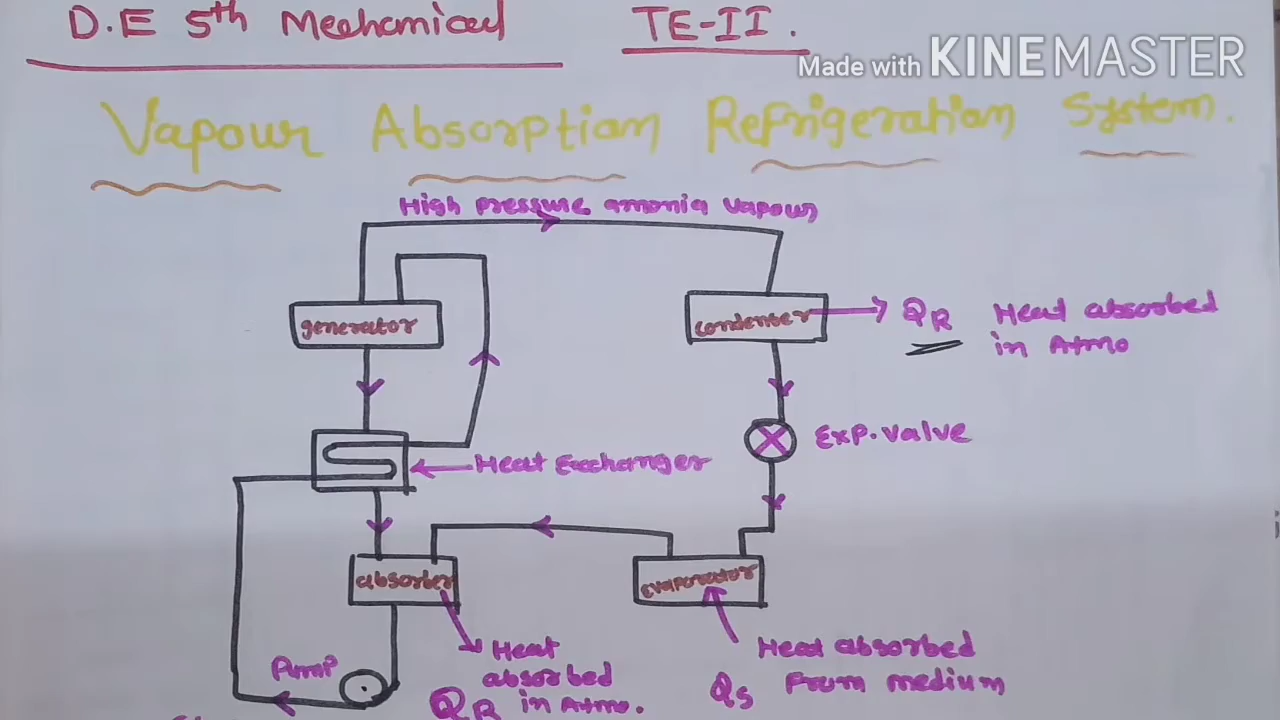 D.E 5th Mechanical TE-II.
Made with KINEMASTER
Vapour Absorption Refrigeration System.
High pressure amonia Vapour
generator
condenser
QR Heat absorbed
in Atmo
Exp.valve
Heat Exchanger
absorber
evaporator
Pump
Heat
absorbed
in Atmo.
QR
Heat absorbed
From medium
Qs